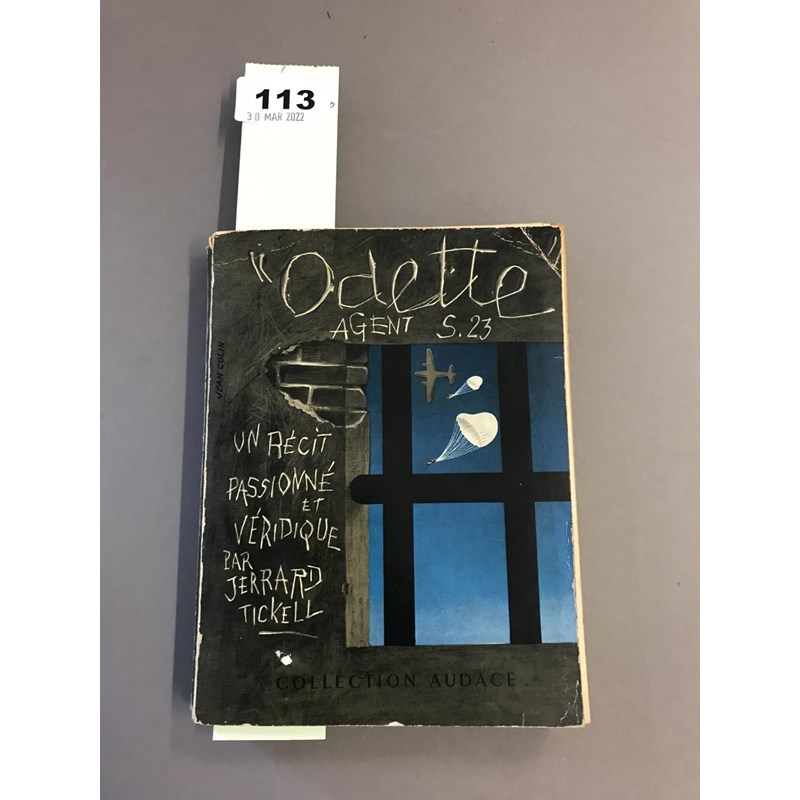 113
30 MAR 2022
"Odette"
AGENT S.23
JEAN COLIN
UN RÉCIT
PASSIONNÉ
ET
VÉRIDIQUE
PAR
JERRARD
TICKELL
COLLECTION AUDACE